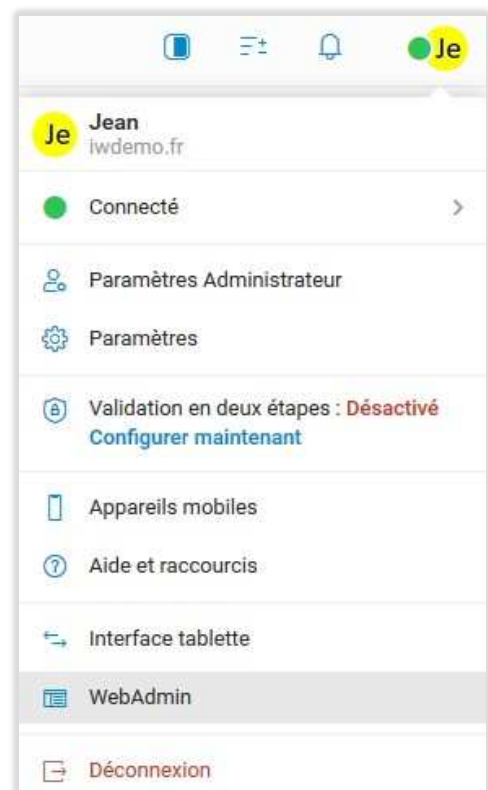 Je
Je
Jean
iwdemo.fr
Connecté
Paramètres Administrateur
Paramètres
Validation en deux étapes : Désactivé
Configurer maintenant
Appareils mobiles
Aide et raccourcis
Interface tablette
WebAdmin
Déconnexion